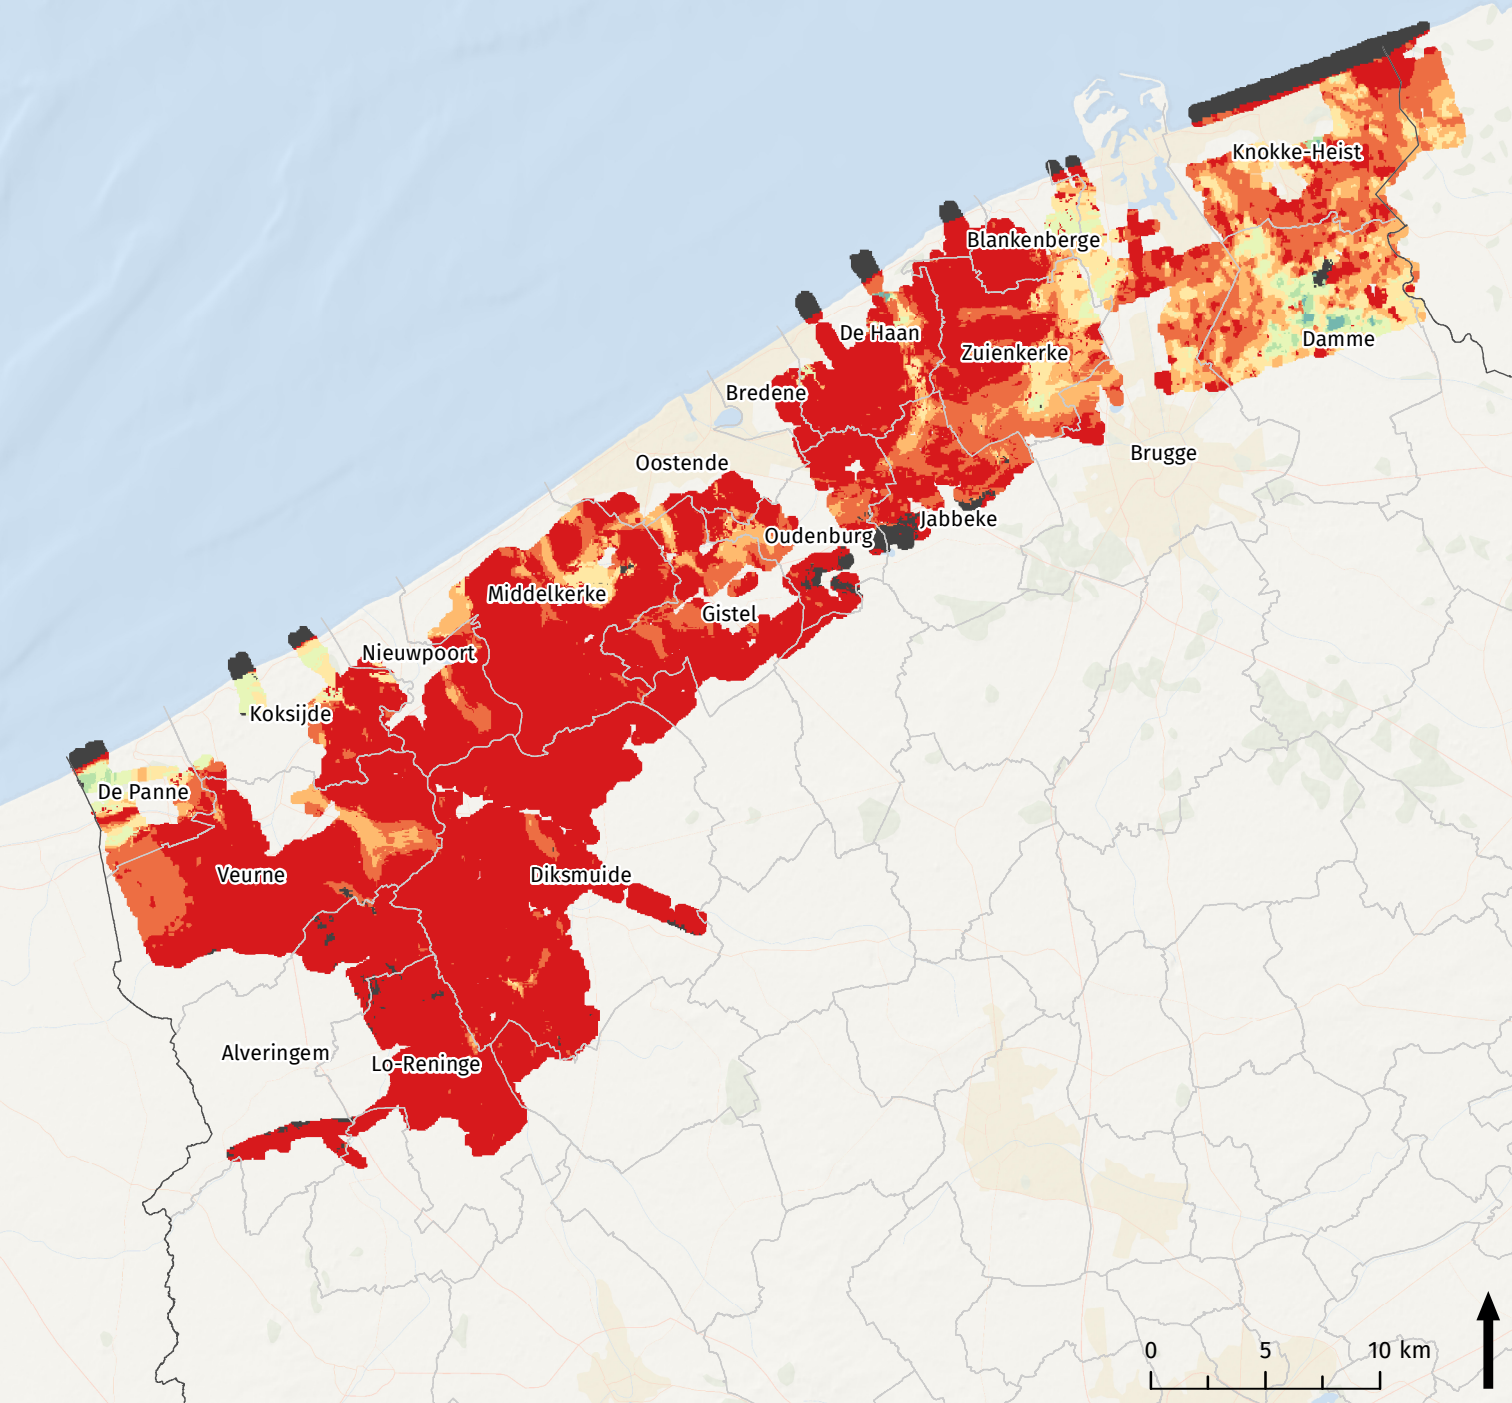 Knokke-Heist
Blankenberge
De Haan
Damme
Zuienkerke
Bredene
Brugge
Oostende
Jabbeke
Oudenburg
Middelkerke
Gistel
Nieuwpoort
Koksijde
De Panne
Veurne
Diksmuide
Alveringem
Lo-Reninge
0 5 10 km